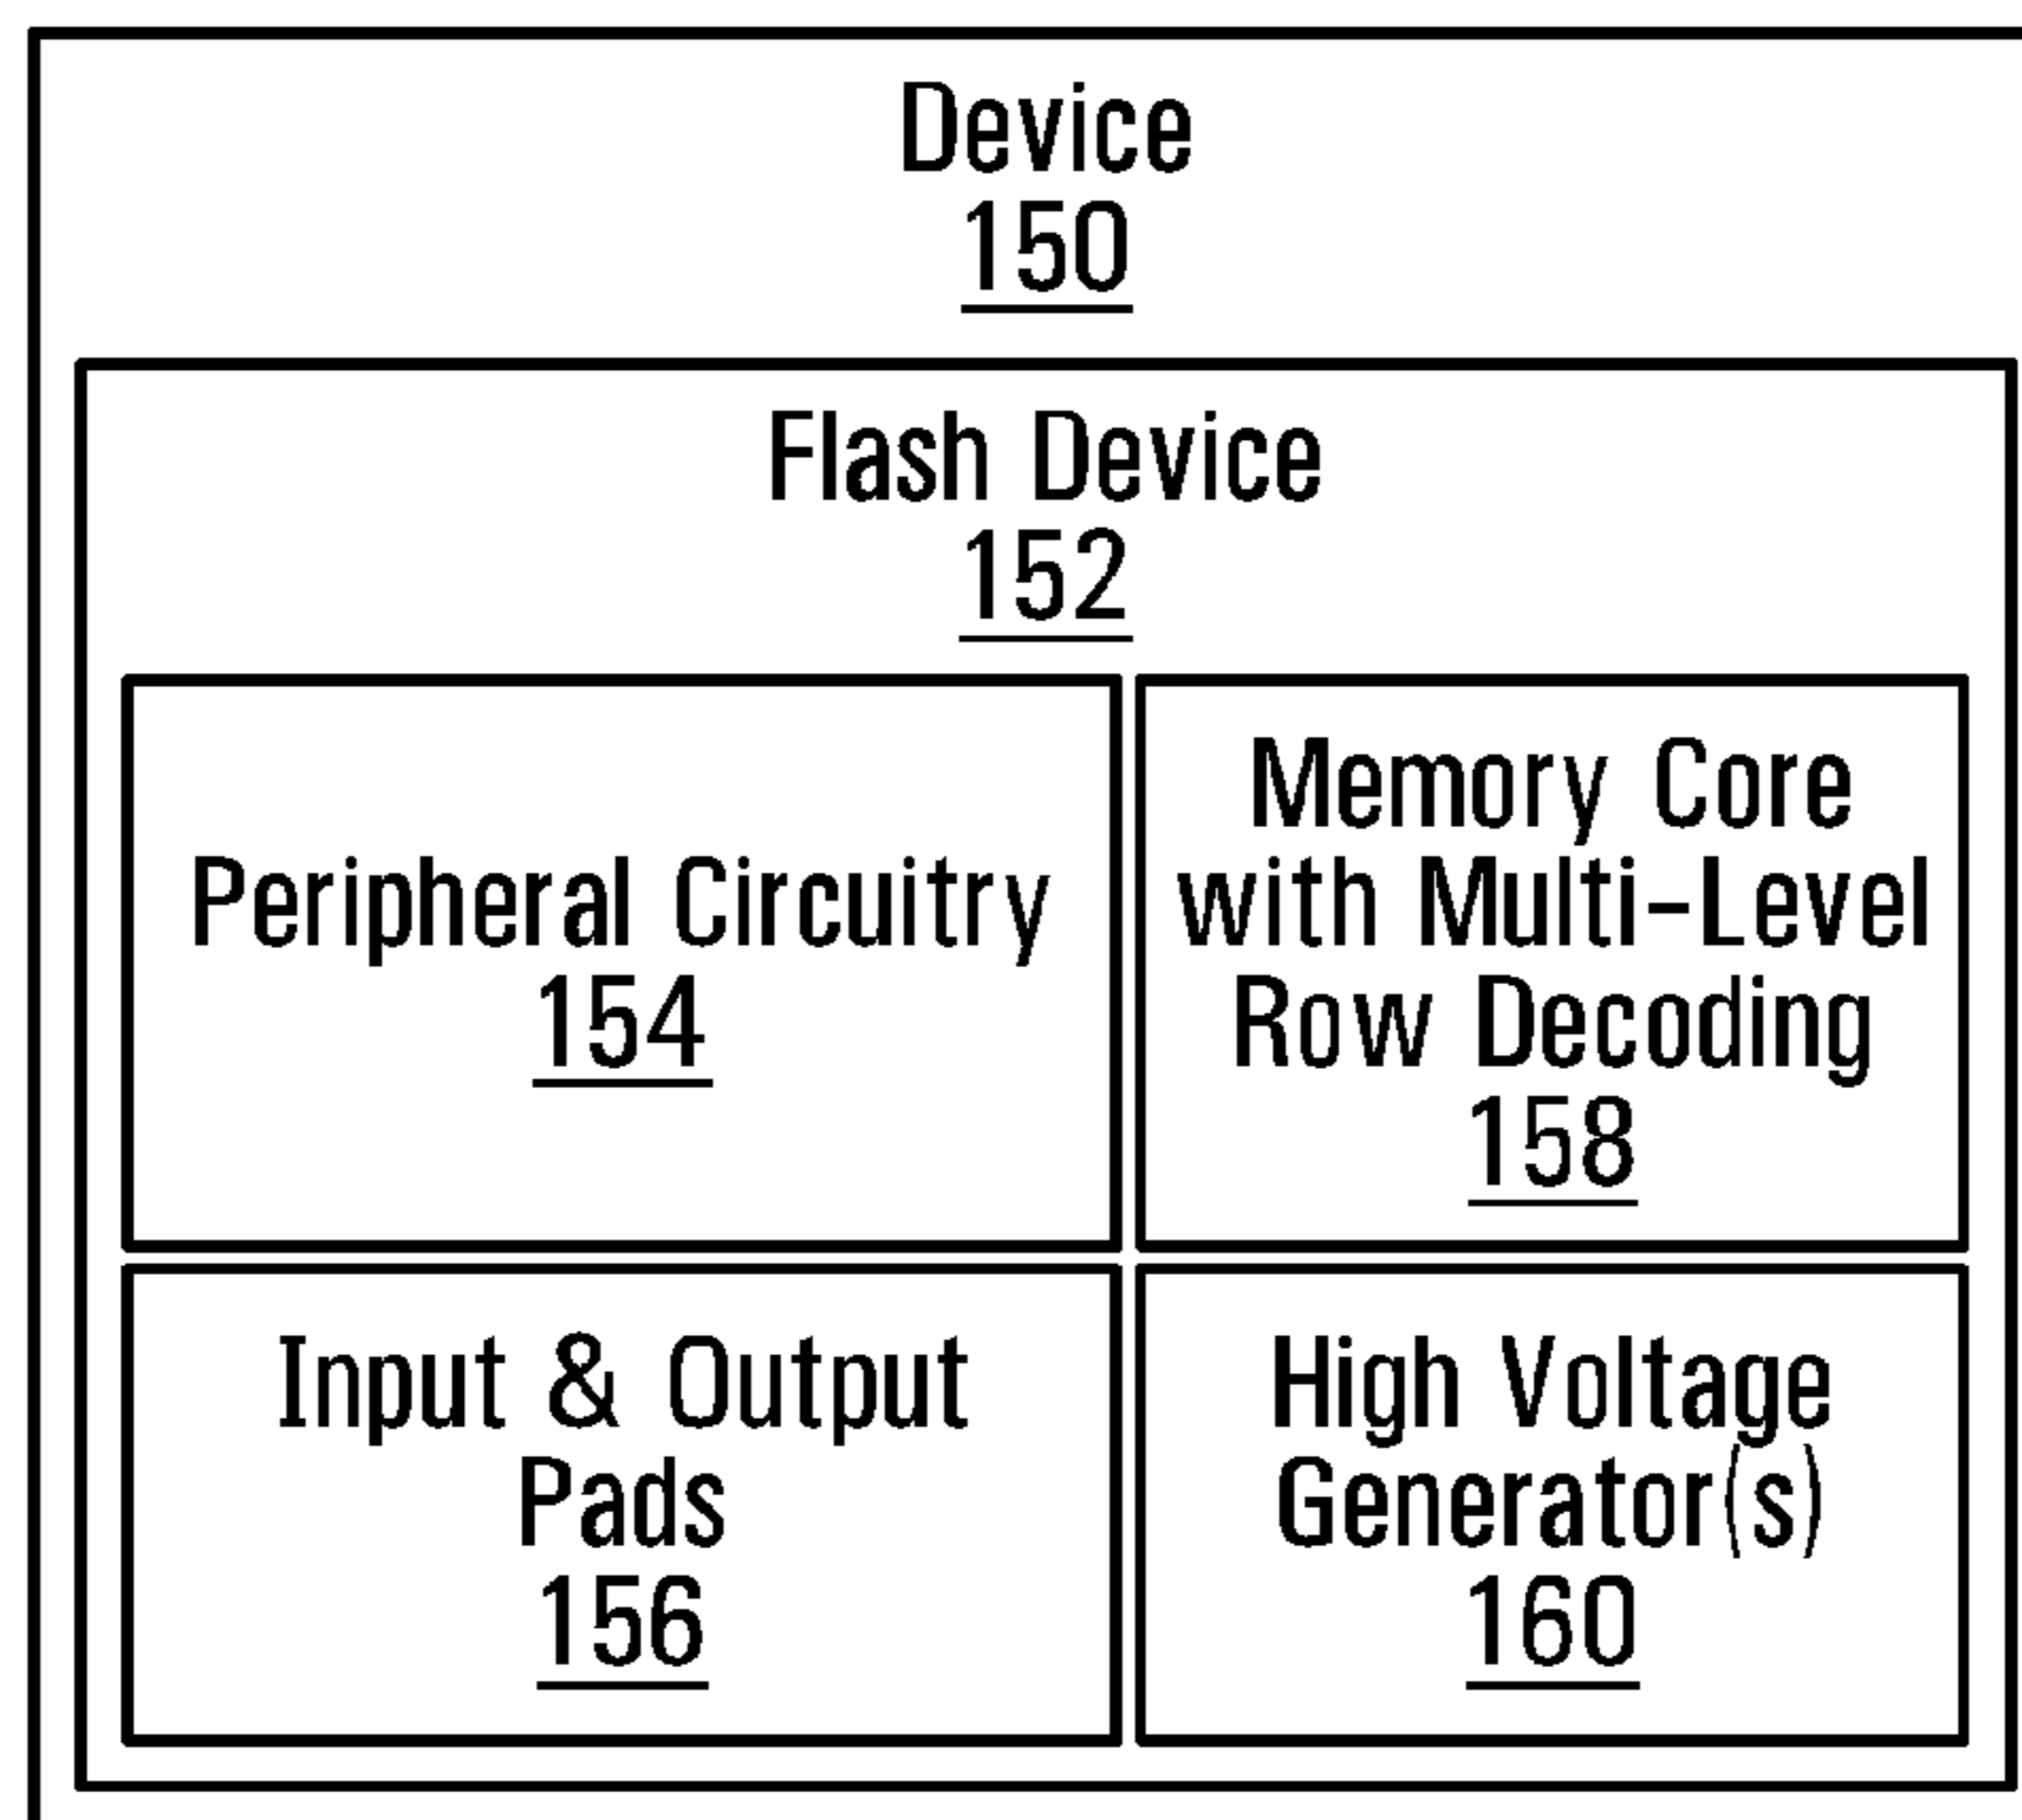 Device
150
Flash Device
152
Peripheral Circuitry
154
Memory Core
with Multi-Level
Row Decoding
158
Input & Output
Pads
156
High Voltage
Generator(s)
160